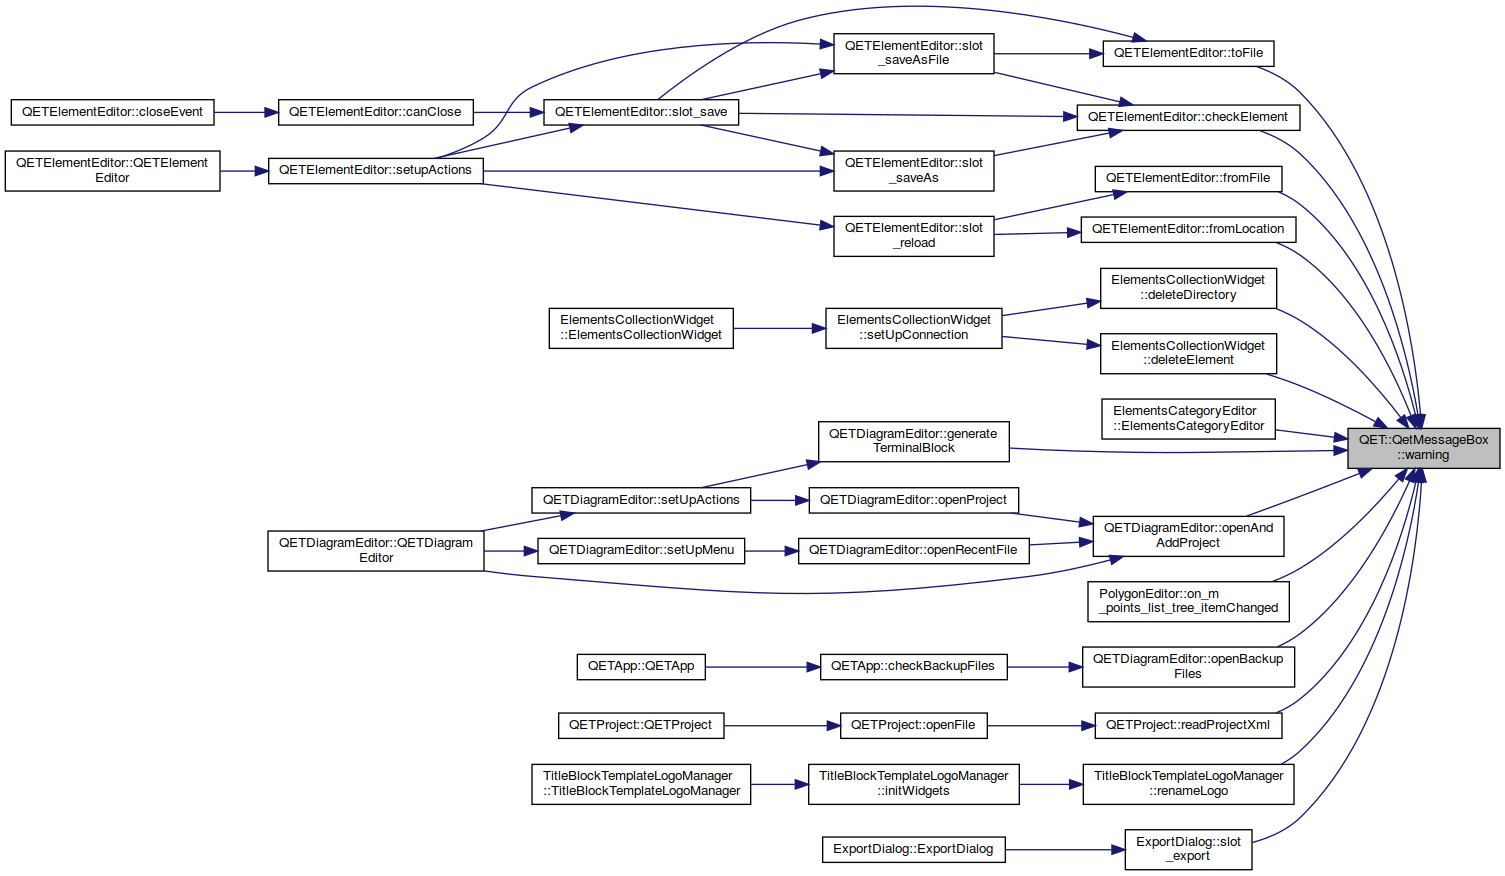 QETElementEditor::slot
_saveAsFile
QETElementEditor::toFile
QETElementEditor::closeEvent
QETElementEditor::canClose
QETElementEditor::slot_save
QETElementEditor::checkElement
QETElementEditor::QETElement
Editor
QETElementEditor::setupActions
QETElementEditor::slot
_saveAs
QETElementEditor::fromFile
QETElementEditor::slot
_reload
QETElementEditor::fromLocation
ElementsCollectionWidget
::deleteDirectory
ElementsCollectionWidget
::ElementsCollectionWidget
ElementsCollectionWidget
::setUpConnection
ElementsCollectionWidget
::deleteElement
ElementsCategoryEditor
::ElementsCategoryEditor
QETDiagramEditor::generate
TerminalBlock
QET::QetMessageBox
::warning
QETDiagramEditor::setUpActions
QETDiagramEditor::openProject
QETDiagramEditor::openAnd
AddProject
QETDiagramEditor::QETDiagram
Editor
QETDiagramEditor::setUpMenu
QETDiagramEditor::openRecentFile
PolygonEditor::on_m
_points_list_tree_itemChanged
QETApp::QETApp
QETApp::checkBackupFiles
QETDiagramEditor::openBackup
Files
QETProject::QETProject
QETProject::openFile
QETProject::readProjectXml
TitleBlockTemplateLogoManager
::TitleBlockTemplateLogoManager
TitleBlockTemplateLogoManager
::initWidgets
TitleBlockTemplateLogoManager
::renameLogo
ExportDialog::ExportDialog
ExportDialog::slot
_export